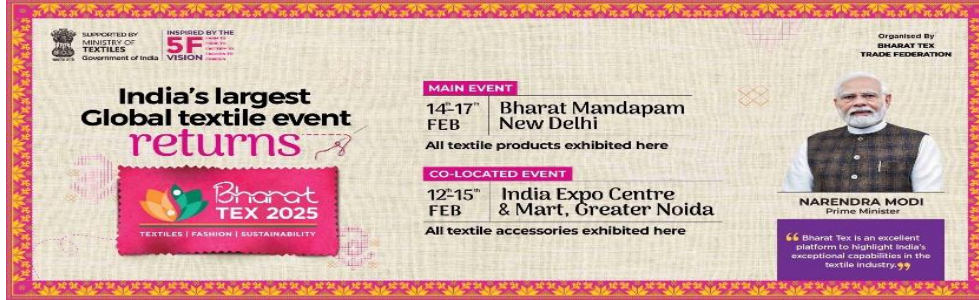 SUPPORTED BY
MINISTRY OF
TEXTILES
Government of India
INSPIRED BY THE
5F
VISION
India's largest
Global textile event
returns
Bharat
TEX 2025
TEXTILES | FASHION | SUSTAINABILITY
MAIN EVENT
14th-17th FEB
Bharat Mandapam
New Delhi
All textile products exhibited here
CO-LOCATED EVENT
12th-15th FEB
India Expo Centre
& Mart, Greater Noida
All textile accessories exhibited here
Organised By
BHARAT TEX
TRADE FEDERATION
NARENDRA MODI
Prime Minister
“Bharat Tex is an excellent
platform to highlight India's
exceptional capabilities in the
textile industry.”